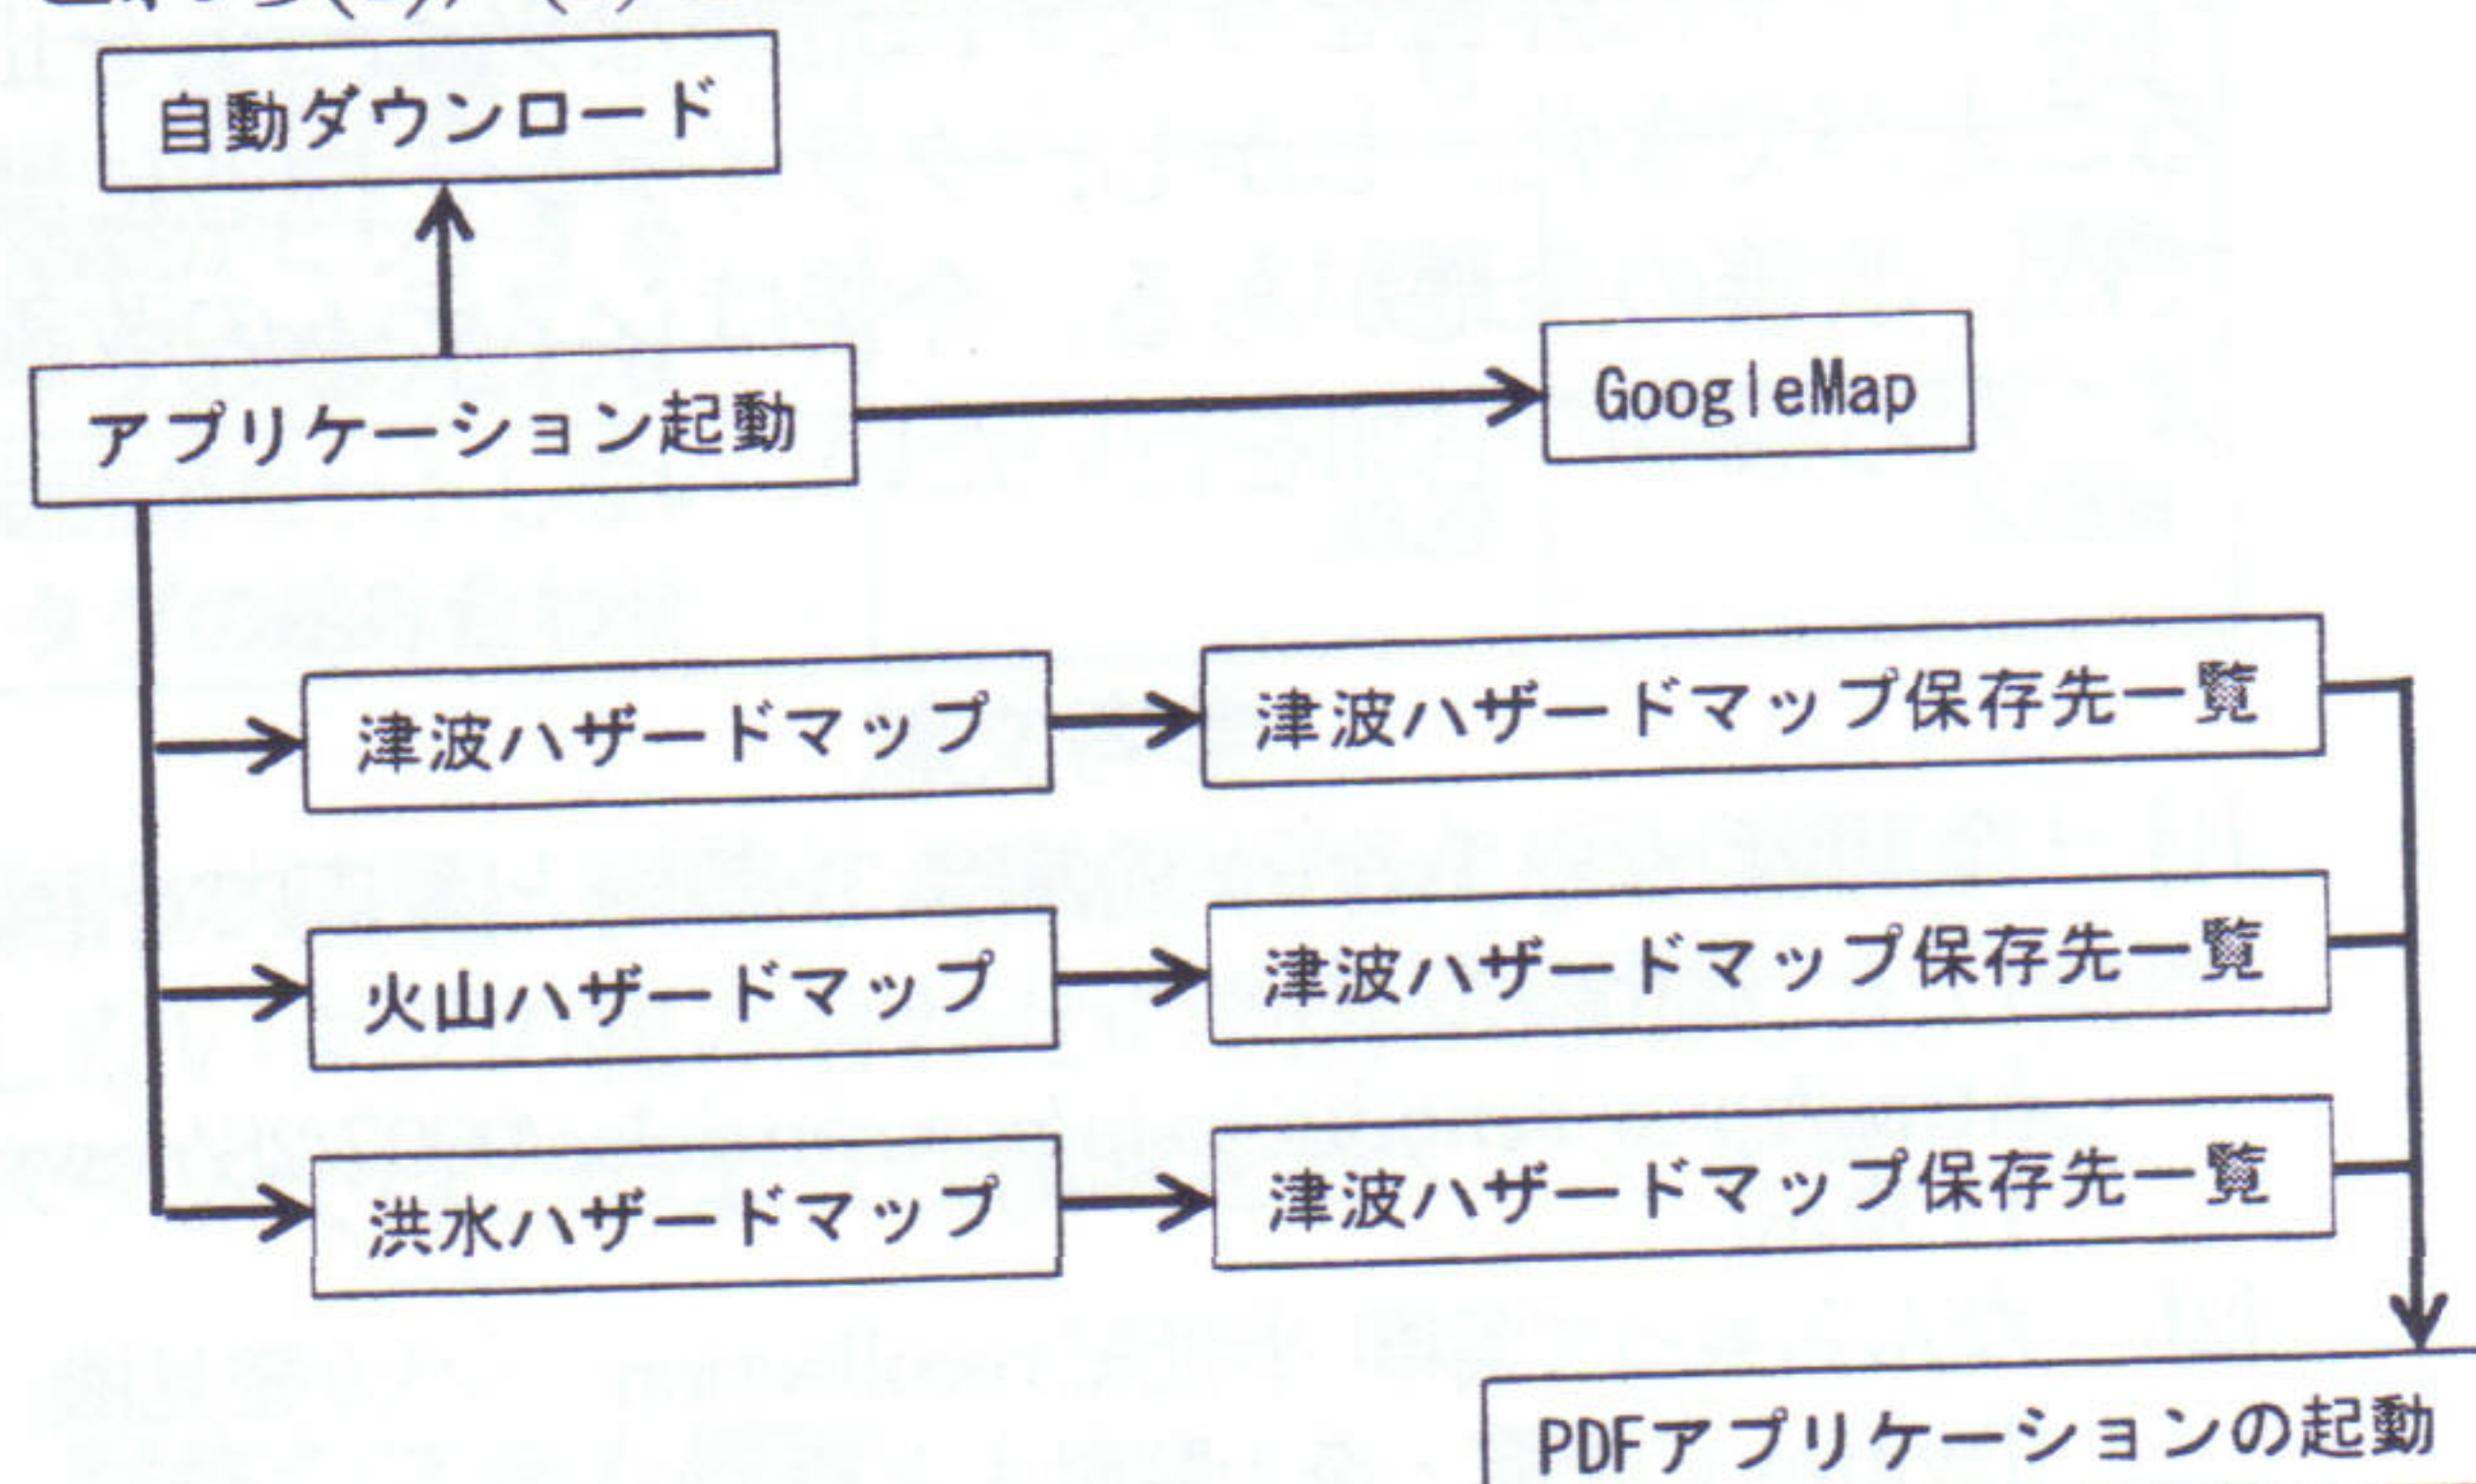 自動ダウンロード
アプリケーション起動
GoogleMap
津波ハザードマップ
津波ハザードマップ保存先一覧
火山ハザードマップ
津波ハザードマップ保存先一覧
洪水ハザードマップ
津波ハザードマップ保存先一覧
PDFアプリケーションの起動